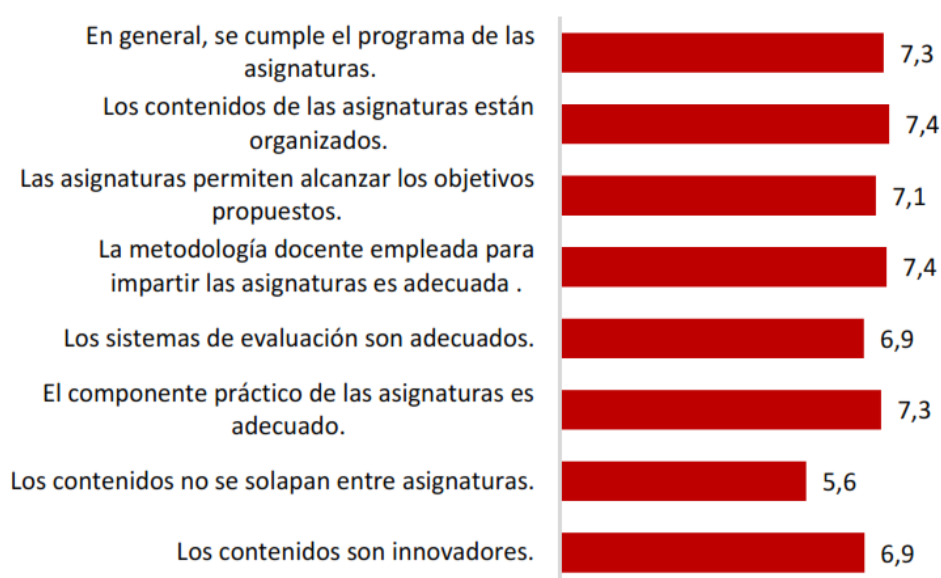 En general, se cumple el programa de las
asignaturas.
7,3
Los contenidos de las asignaturas están
organizados.
7,4
Las asignaturas permiten alcanzar los objetivos
propuestos.
7,1
La metodología docente empleada para
impartir las asignaturas es adecuada .
7,4
Los sistemas de evaluación son adecuados.
6,9
El componente práctico de las asignaturas es
adecuado.
7,3
Los contenidos no se solapan entre asignaturas.
5,6
Los contenidos son innovadores.
6,9